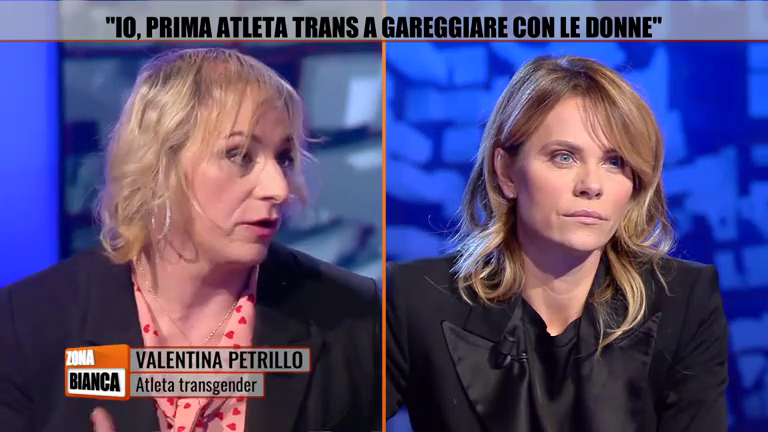 "IO, PRIMA ATLETA TRANS A GAREGGIARE CON LE DONNE"
ZONA
BIANCA
VALENTINA PETRILLO
Atleta transgender